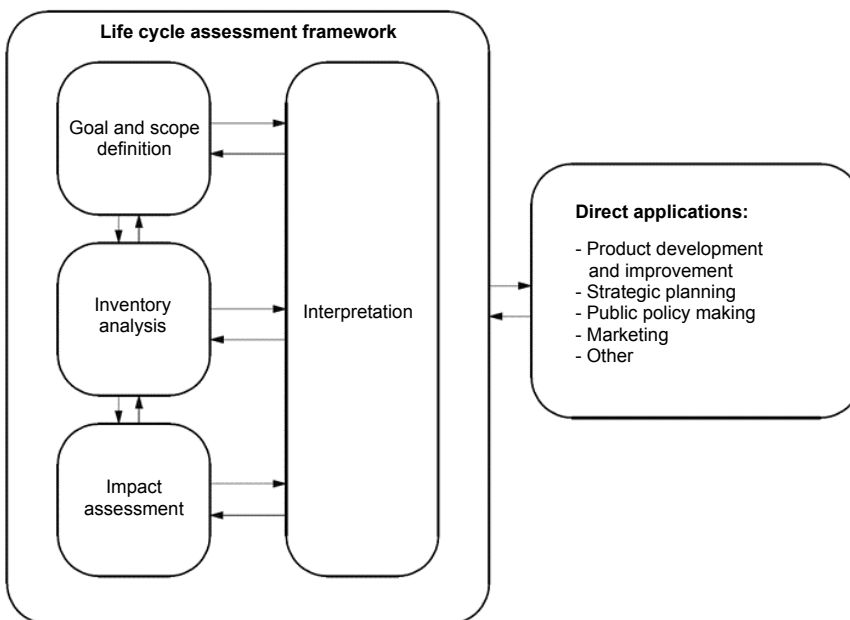 Life cycle assessment framework
Goal and scope
definition
Inventory
analysis
Impact
assessment
Interpretation
Direct applications:
- Product development
and improvement
- Strategic planning
- Public policy making
- Marketing
- Other